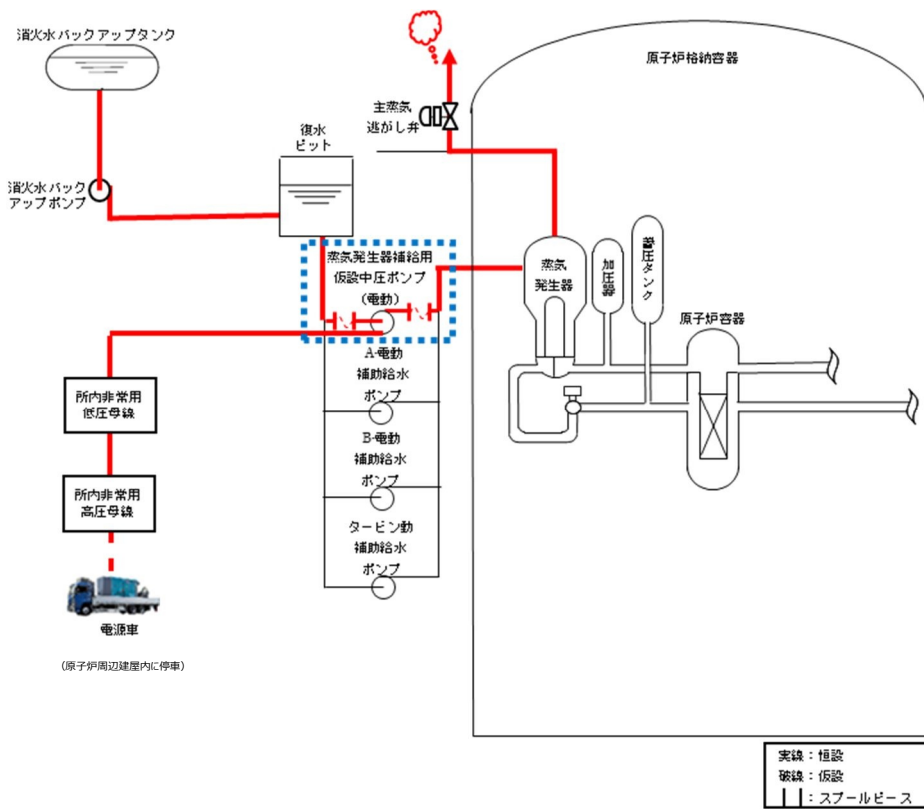 消火水バックアップタンク
原子炉格納容器
主蒸気
逃がし弁
復水
ピット
消火水バック
アップポンプ
蒸気発生器補給用
仮設中圧ポンプ
(電動)
蒸気
発生器
加圧器
蓄圧タンク
原子炉容器
A-電動
補助給水
ポンプ
所内非常用
低圧母線
B-電動
補助給水
ポンプ
所内非常用
高圧母線
タービン動
補助給水
ポンプ
電源車
(原子炉周辺建屋内に停車)
実線:恒設
破線:仮設
:スプールピース